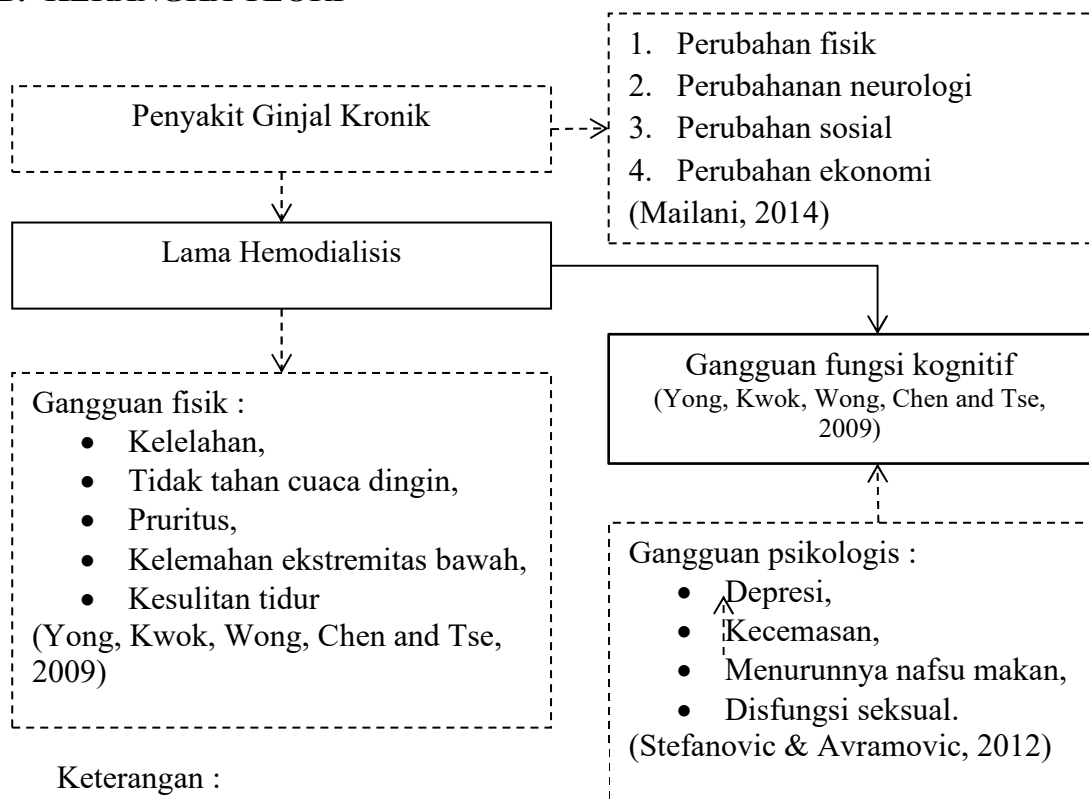 KERANGKA TEORI
1. Perubahan fisik
2. Perubahanan neurologi
3. Perubahan sosial
4. Perubahan ekonomi
(Mailani, 2014)
Penyakit Ginjal Kronik
Lama Hemodialisis
Gangguan fungsi kognitif
(Yong, Kwok, Wong, Chen and Tse,
2009)
Gangguan fisik :
• Kelelahan,
• Tidak tahan cuaca dingin,
• Pruritus,
• Kelemahan ekstremitas bawah,
• Kesulitan tidur
(Yong, Kwok, Wong, Chen and Tse,
2009)
Gangguan psikologis :
• Depresi,
• Kecemasan,
• Menurunnya nafsu makan,
• Disfungsi seksual.
(Stefanovic & Avramovic, 2012)
Keterangan :